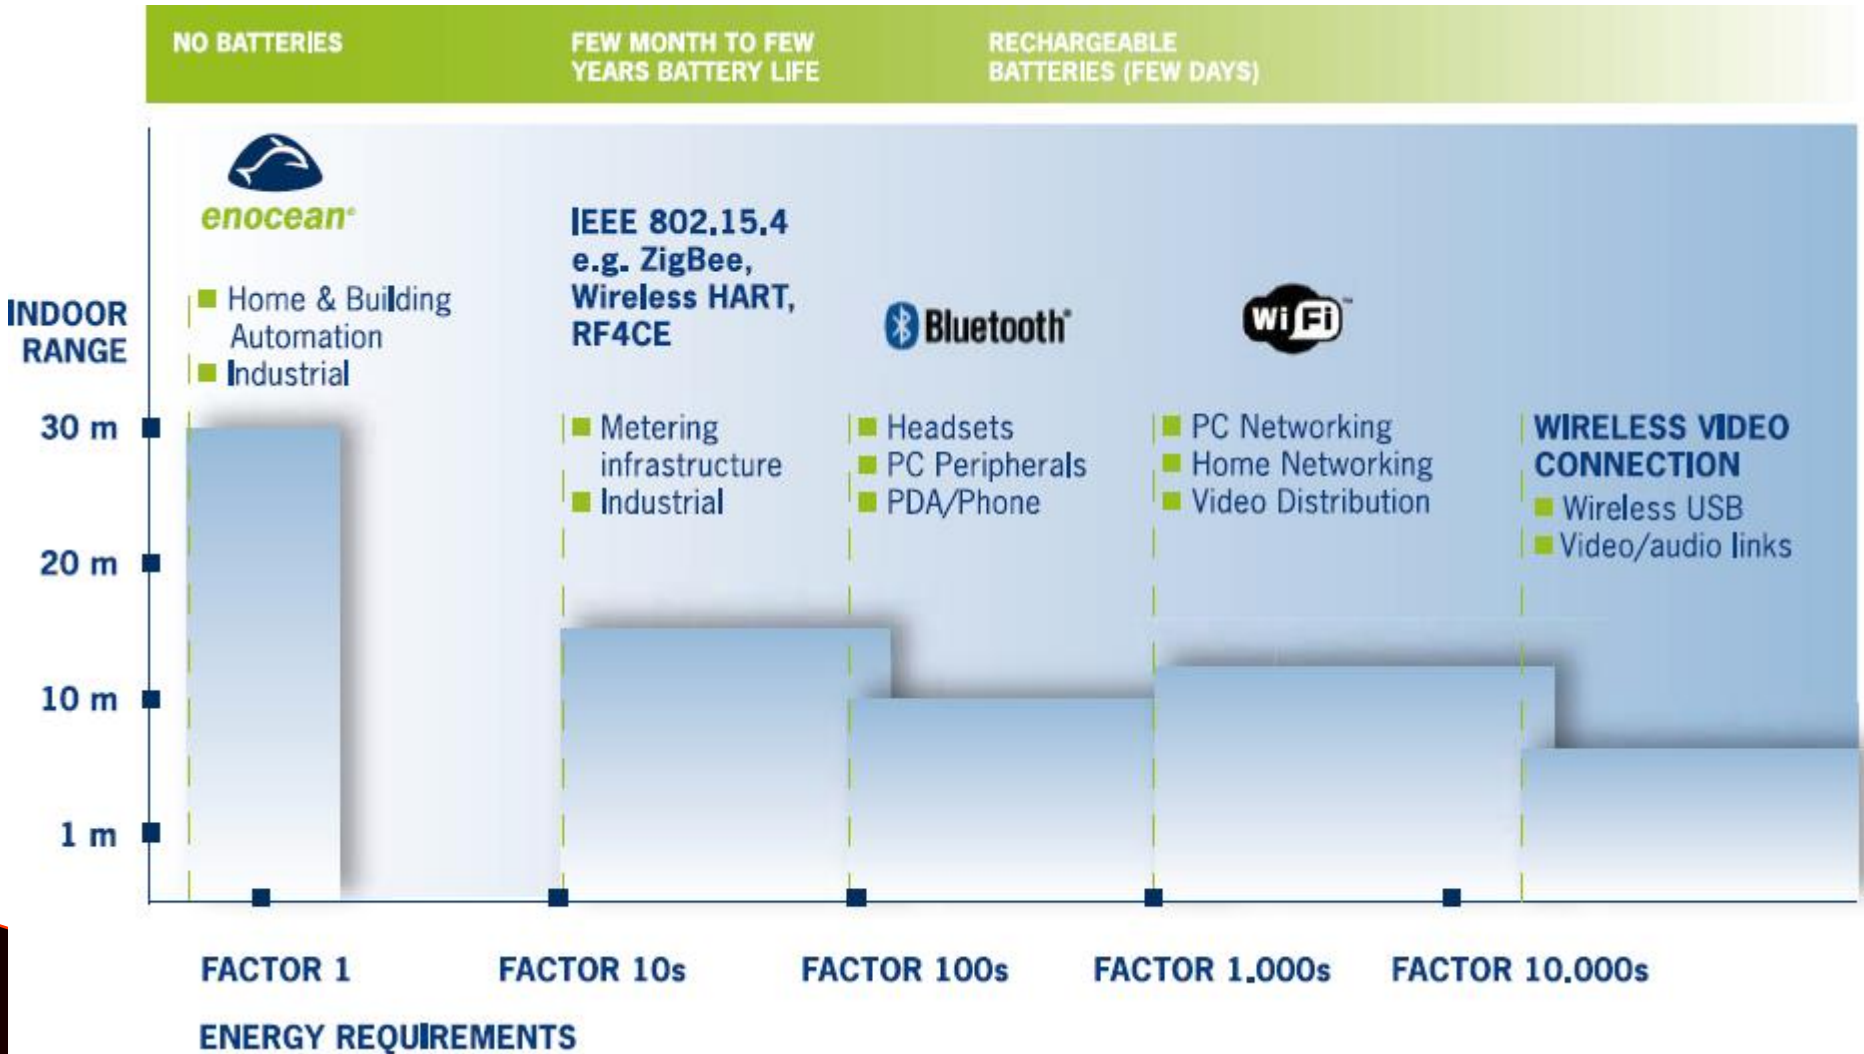 NO BATTERIES
FEW MONTH TO FEW
YEARS BATTERY LIFE
RECHARGEABLE
BATTERIES (FEW DAYS)
enocean®
Home & Building
Automation
Industrial
IEEE 802.15.4
e.g. ZigBee,
Wireless HART,
RF4CE
Metering
infrastructure
Industrial
Bluetooth®
Headsets
PC Peripherals
PDA/Phone
Wi Fi™
PC Networking
Home Networking
Video Distribution
WIRELESS VIDEO
CONNECTION
Wireless USB
Video/audio links
INDOOR
RANGE
30 m
20 m
10 m
1 m
FACTOR 1
FACTOR 10s
FACTOR 100s
FACTOR 1.000s
FACTOR 10.000s
ENERGY REQUIREMENTS